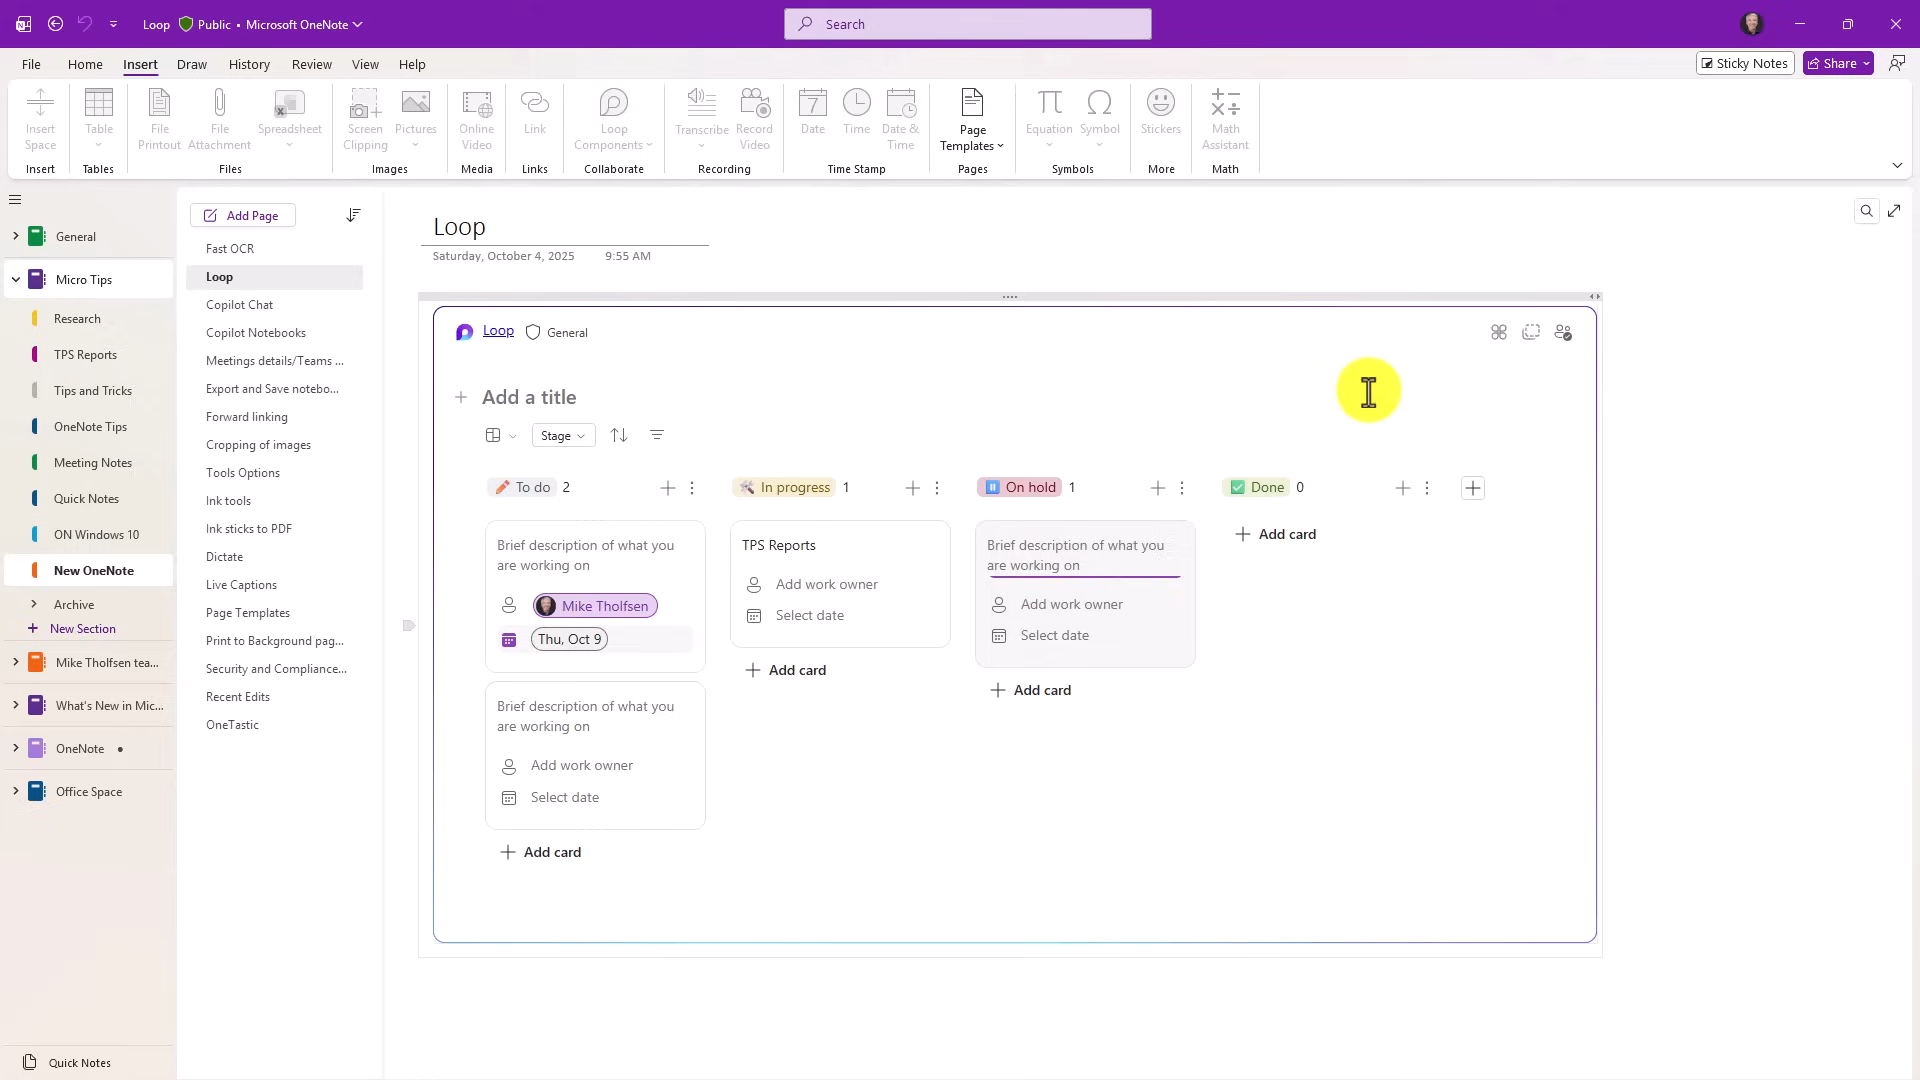 Loop Public • Microsoft OneNote
Search
File Home Insert Draw History Review View Help
Sticky Notes Share
Insert Space
Table
File Printout
File Attachment
Spreadsheet
Screen Clipping
Pictures
Online Video
Link
Loop Components
Transcribe
Record Video
7
Date
Time
Date & Time
Page Templates
Equation
Symbol
Stickers
Math Assistant
Insert Tables Files Images Media Links Collaborate Recording Time Stamp Pages Symbols More Math
General
Micro Tips
Research
TPS Reports
Tips and Tricks
OneNote Tips
Meeting Notes
Quick Notes
ON Windows 10
New OneNote
Archive
New Section
Mike Tholfsen tea...
What's New in Mic...
OneNote
Office Space
Quick Notes
Add Page
Fast OCR
Loop
Copilot Chat
Copilot Notebooks
Meetings details/Teams ...
Export and Save notebo...
Forward linking
Cropping of images
Tools Options
Ink tools
Ink sticks to PDF
Dictate
Live Captions
Page Templates
Print to Background pag...
Security and Compliance...
Recent Edits
OneTastic
Loop
Saturday, October 4, 2025 9:55 AM
Loop General
Add a title
Stage
To do 2
Brief description of what you
are working on
Mike Tholfsen
Thu, Oct 9
Brief description of what you
are working on
Add work owner
Select date
Add card
In progress 1
TPS Reports
Add work owner
Select date
Add card
On hold 1
Brief description of what you
are working on
Add work owner
Select date
Add card
Done 0
Add card